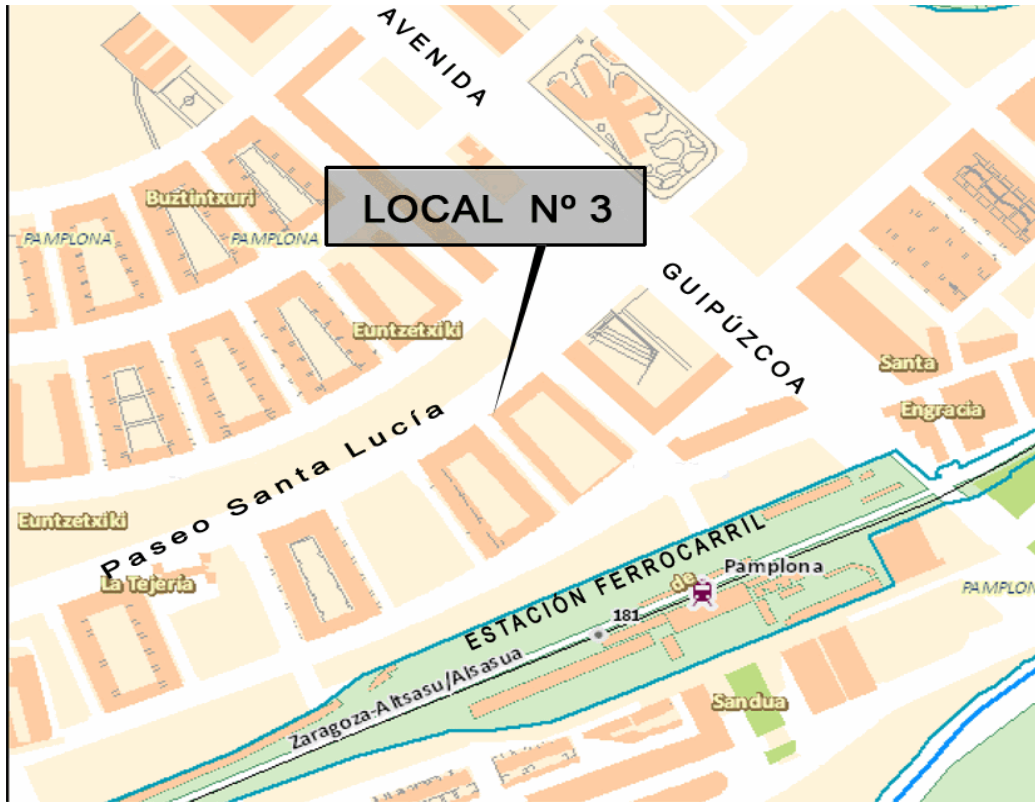 AVENIDA
Buztintxuri
PAMPLONA
PAMPLONA
LOCAL Nº 3
GUIPÚZCOA
Euntzetxiki
Santa
Engracia
Paseo Santa Lucía
Euntzetxiki
La Tejería
ESTACIÓN FERROCARRIL
de
Pamplona
181
PAMPLON
Zaragoza-Altsasu/Alsasua
Sandua